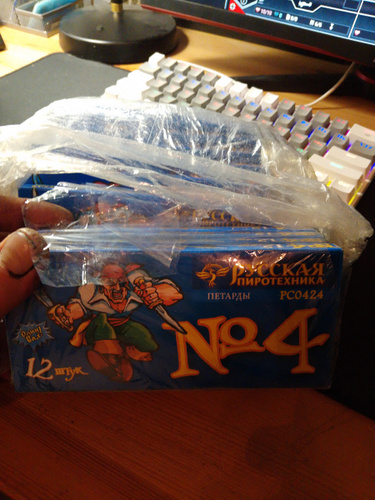 РУССКАЯ
ПИРОТЕХНИКА
ПЕТАРДЫ РС0424
№4
12 штук